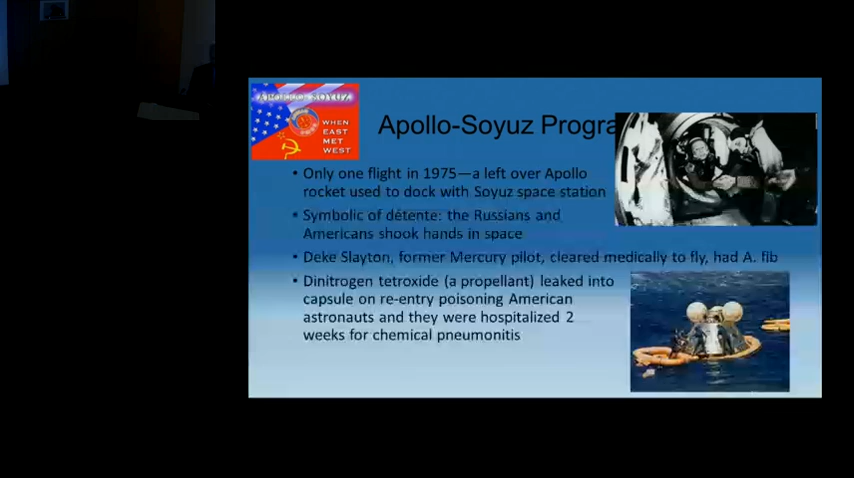 APOLLO-SOYUZ
WHEN
EAST
MET
WEST
Apollo-Soyuz Progra
• Only one flight in 1975—a left over Apollo
rocket used to dock with Soyuz space station
• Symbolic of détente: the Russians and
Americans shook hands in space
• Deke Slayton, former Mercury pilot, cleared medically to fly, had A. fib
• Dinitrogen tetroxide (a propellant) leaked into
capsule on re-entry poisoning American
astronauts and they were hospitalized 2
weeks for chemical pneumonitis